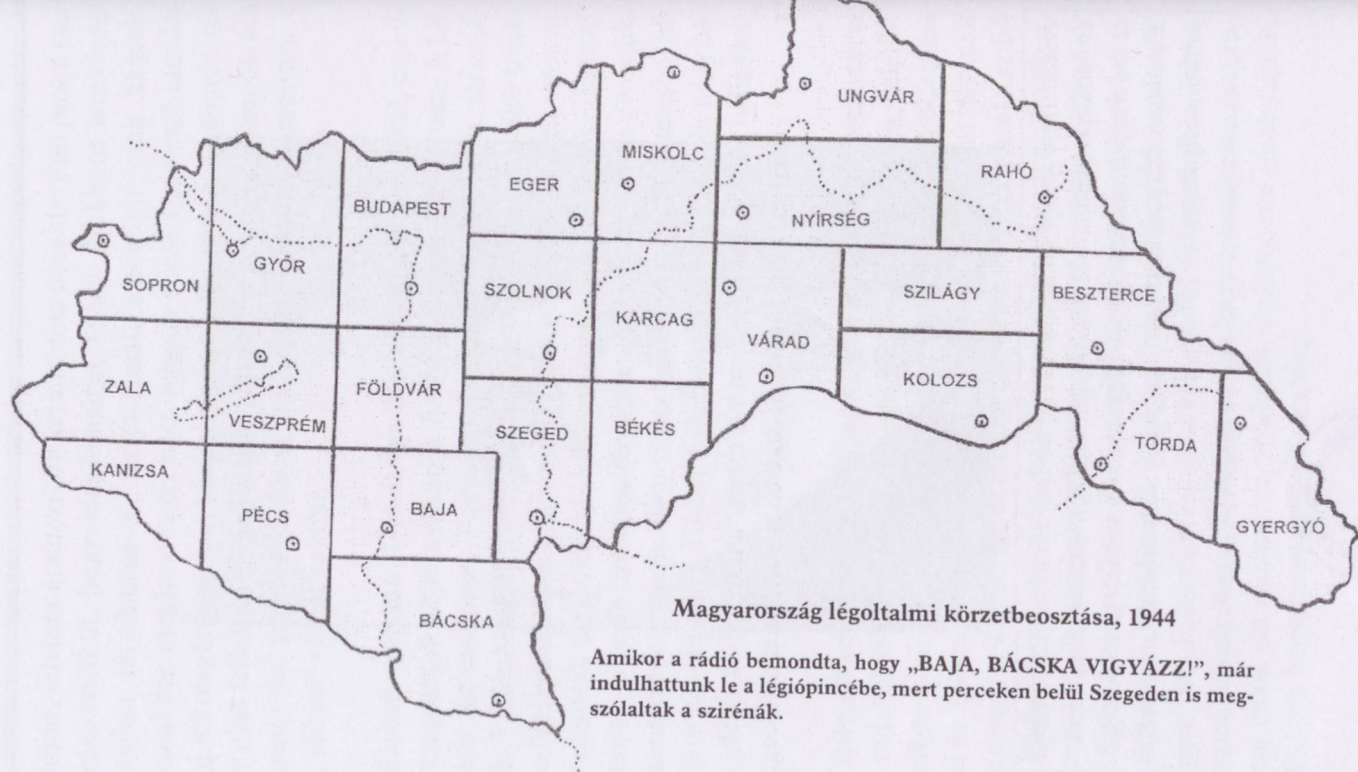 UNGVÁR
MISKOLC
RAHÓ
EGER
BUDAPEST
NYÍRSÉG
GYŐR
SOPRON
SZOLNOK
SZILÁGY
BESZTERCE
KARCAG
VÁRAD
ZALA
FÖLDVÁR
KOLOZS
VESZPRÉM
SZEGED
BÉKÉS
TORDA
KANIZSA
PÉCS
BAJA
GYERGYÓ
BÁCSKA
Magyarország légoltalmi körzetbeosztása, 1944
Amikor a rádió bemondta, hogy „BAJA, BÁCSKA VIGYÁZZ!”, már
indulhattunk le a légiópincébe, mert perceken belül Szegeden is meg-
szólaltak a szirénák.